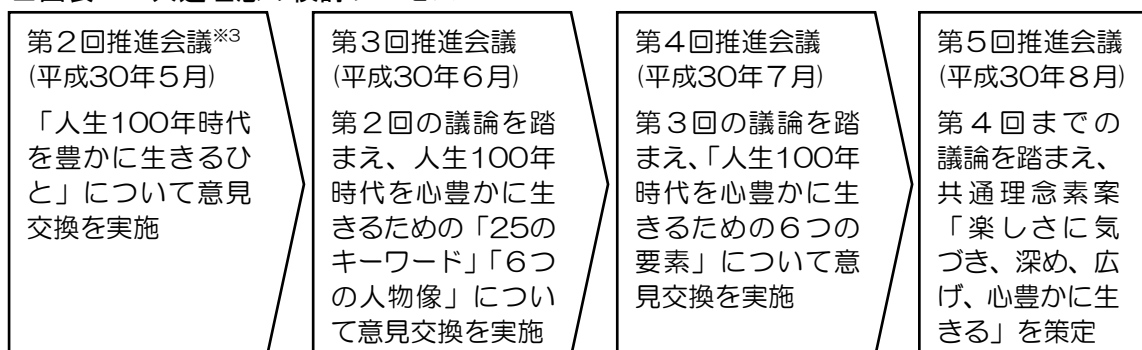 第2回推進会議※3
(平成30年5月)
「人生100年時代
を豊かに生きるひ
と」について意見
交換を実施
第3回推進会議
(平成30年6月)
第2回の議論を踏
まえ、人生100年
時代を心豊かに生
きるための「25の
キーワード」「6つ
の人物像」につい
て意見交換を実施
第4回推進会議
(平成30年7月)
第3回の議論を踏
まえ、「人生100年
時代を心豊かに生
きるための6つの
要素」について意
見交換を実施
第5回推進会議
(平成30年8月)
第4回までの
議論を踏まえ、
共通理念素案
「楽しさに気
づき、深め、広
げ、心豊かに生
きる」を策定